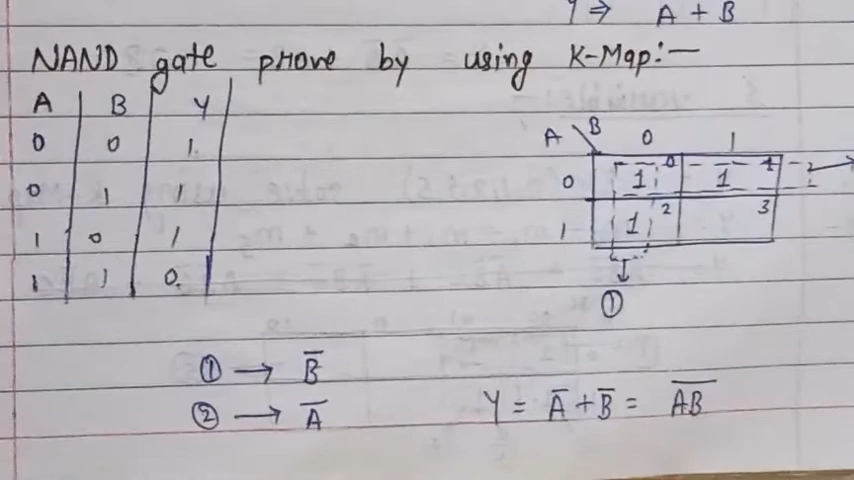 Y ⇒ A + B
NAND gate prove by using K-Map:—
A B Y
0 0 1
0 1 1
1 0 1
1 1 0
A \ B 0 1
0 1 0 1 1
1 1 2 3
①
① → B̅
② → A̅
Y = A̅ + B̅ = A̅B̅